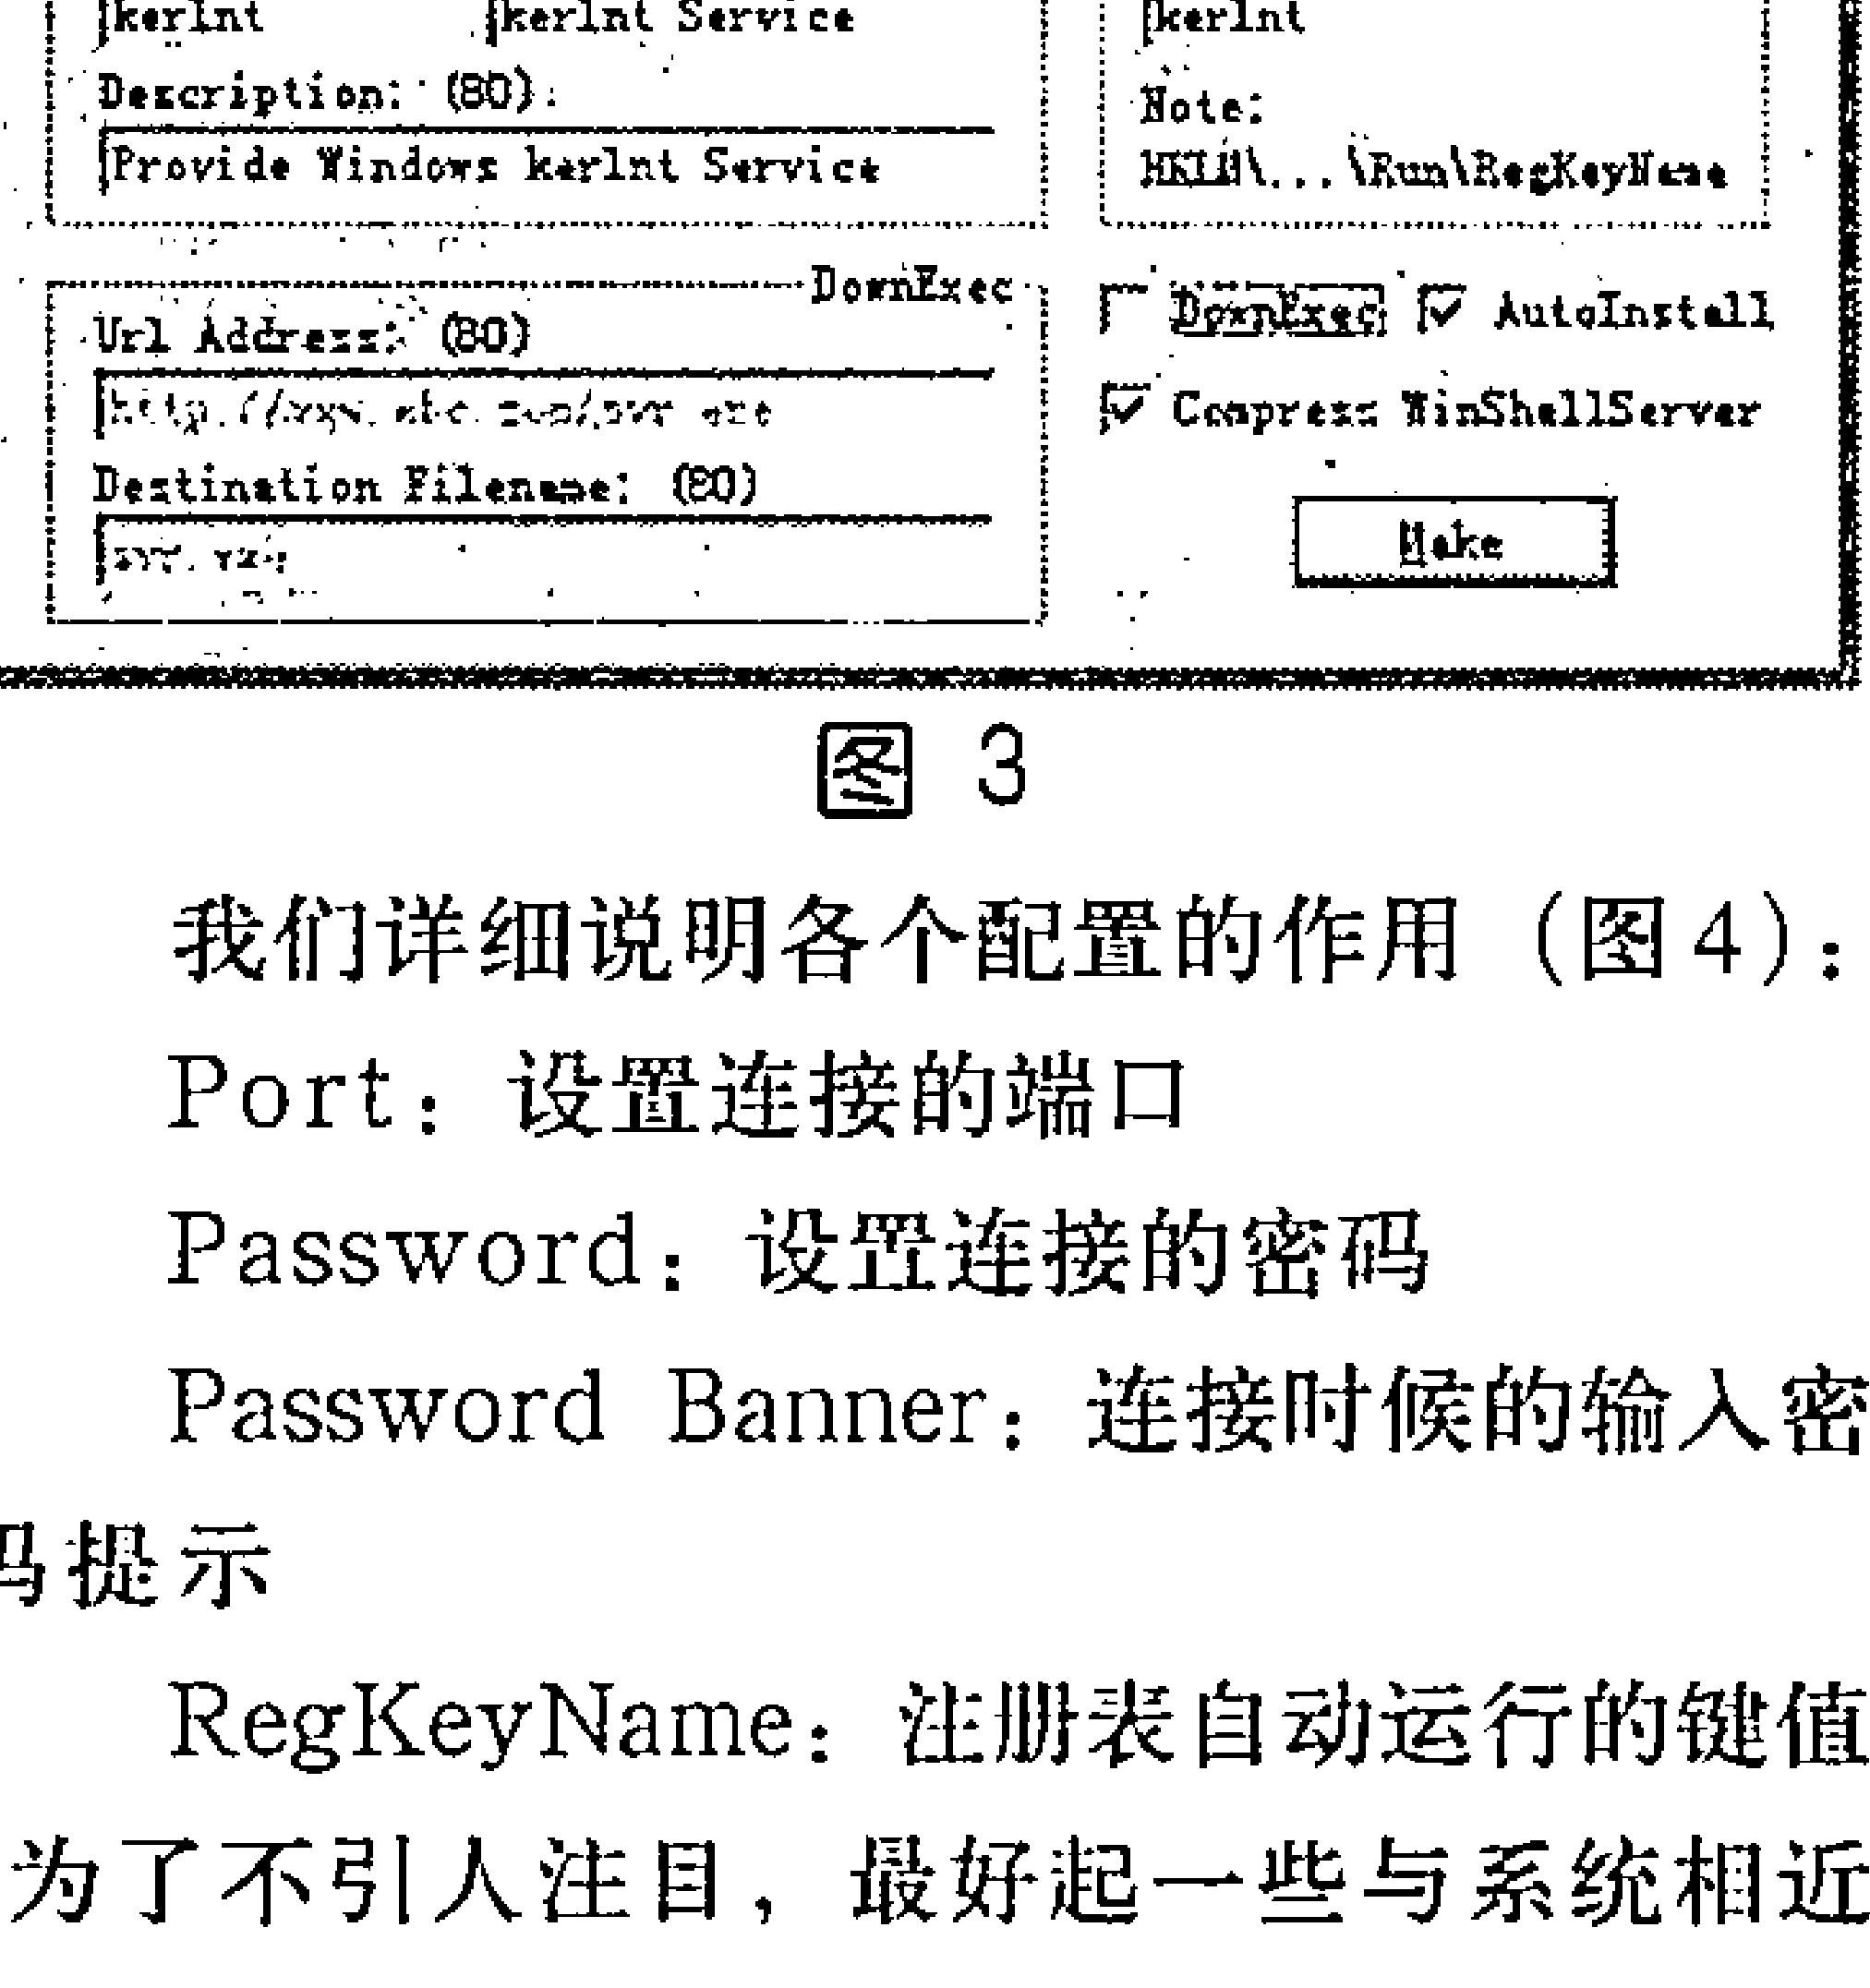 kerlnt kerlnt Service kerlnt
Description: (80)
Provide Windows kerlnt Service
Note:
HKLM\...\Run\RegKeyName
DownExec
Url Address: (80)
Destination Filename: (80)
DownExec AutoInstall
Compress WinShellServer
Make
图 3
我们详细说明各个配置的作用（图 4）：
Port：设置连接的端口
Password：设置连接的密码
Password Banner：连接时候的输入密
码提示
RegKeyName：注册表自动运行的键值
为了不引人注目，最好起一些与系统相近